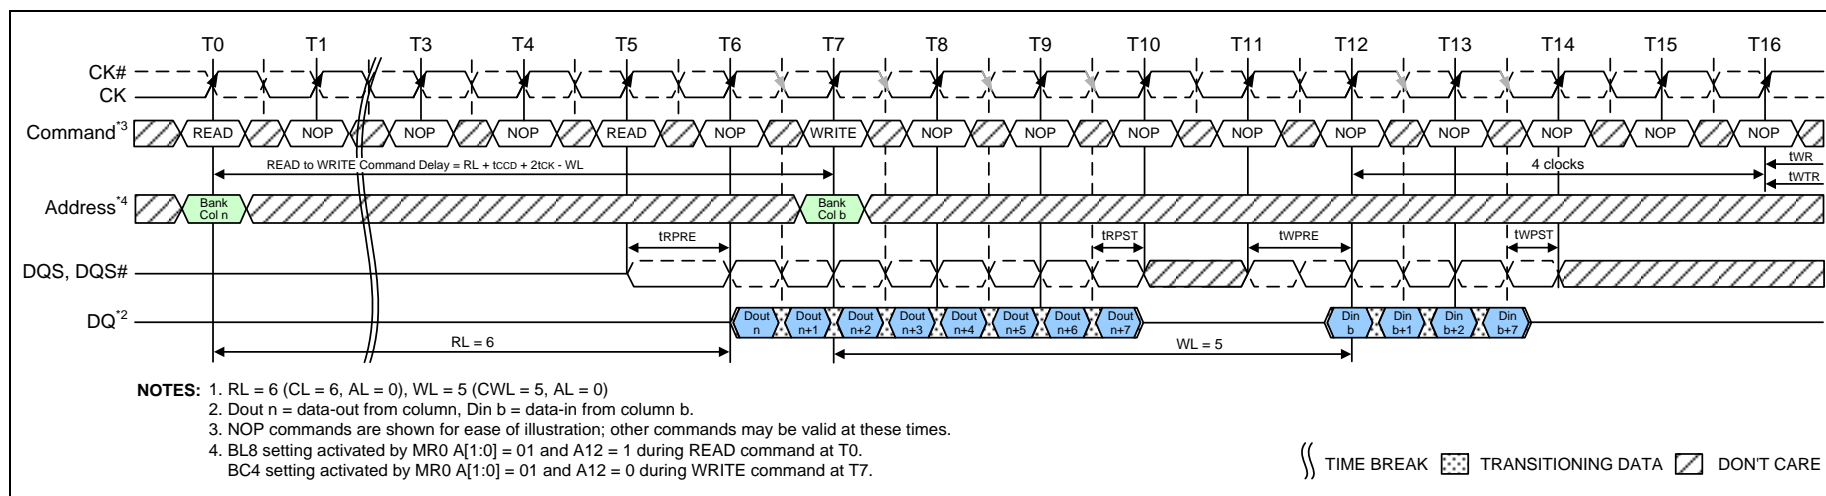 T0 T1 T3 T4 T5 T6 T7 T8 T9 T10 T11 T12 T13 T14 T15 T16
CK#
CK
Command*3 READ NOP NOP NOP READ NOP WRITE NOP NOP NOP NOP NOP NOP NOP NOP NOP
READ to WRITE Command Delay = RL + tCCD + 2tCK - WL
4 clocks
tWR
tWTR
Address*4
Bank Col n
Bank Col b
tRPRE tRPST tWPRE tWPST
DQS, DQS#
DQ*2
Dout n Dout n+1 Dout n+2 Dout n+3 Dout n+4 Dout n+5 Dout n+6 Dout n+7 Din b Din b+1 Din b+2 Din b+7
RL = 6
WL = 5
NOTES: 1. RL = 6 (CL = 6, AL = 0), WL = 5 (CWL = 5, AL = 0)
2. Dout n = data-out from column, Din b = data-in from column b.
3. NOP commands are shown for ease of illustration; other commands may be valid at these times.
4. BL8 setting activated by MR0 A[1:0] = 01 and A12 = 1 during READ command at T0.
BC4 setting activated by MR0 A[1:0] = 01 and A12 = 0 during WRITE command at T7.
TIME BREAK TRANSITIONING DATA DON'T CARE